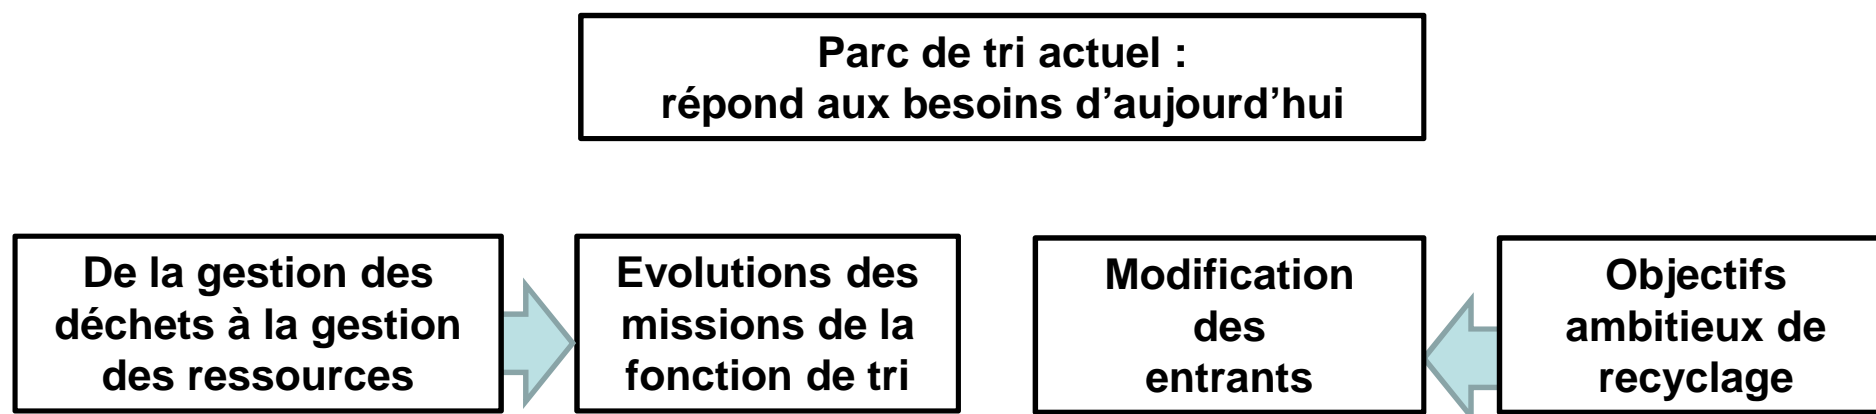 Parc de tri actuel :
répond aux besoins d’aujourd’hui
De la gestion des
déchets à la gestion
des ressources
Evolutions des
missions de la
fonction de tri
Modification
des
entrants
Objectifs
ambitieux de
recyclage